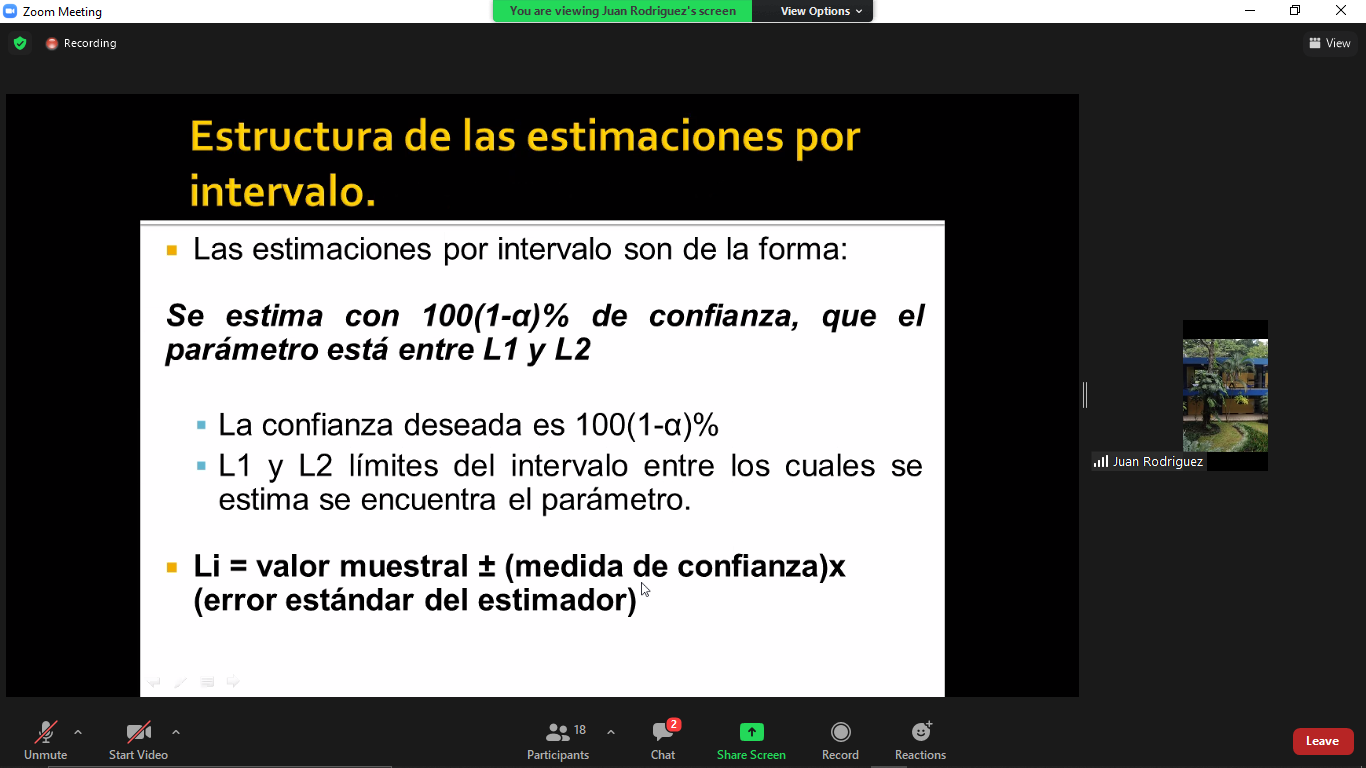 Zoom Meeting
You are viewing Juan Rodriguez's screen
View Options
Recording
View
Estructura de las estimaciones por
intervalo.
Las estimaciones por intervalo son de la forma:
Se estima con 100(1-α)% de confianza, que el
parámetro está entre L1 y L2
La confianza deseada es 100(1-α)%
L1 y L2 límites del intervalo entre los cuales se
estima se encuentra el parámetro.
Li = valor muestral ± (medida de confianza)x
(error estándar del estimador)
Juan Rodriguez
Unmute
Start Video
18
Participants
2
Chat
Share Screen
Record
Reactions
Leave